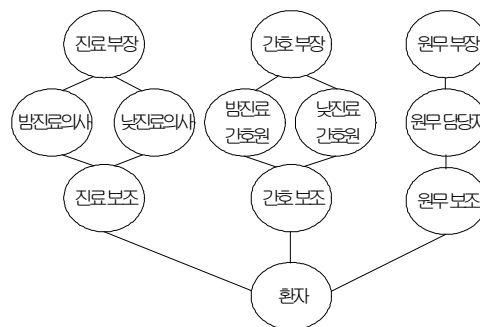 진료 부장
간호 부장
원무 부장
밤진료의사
낮진료의사
밤진료
간호원
낮진료
간호원
원무 담당자
진료 보조
간호 보조
원무 보조
환자